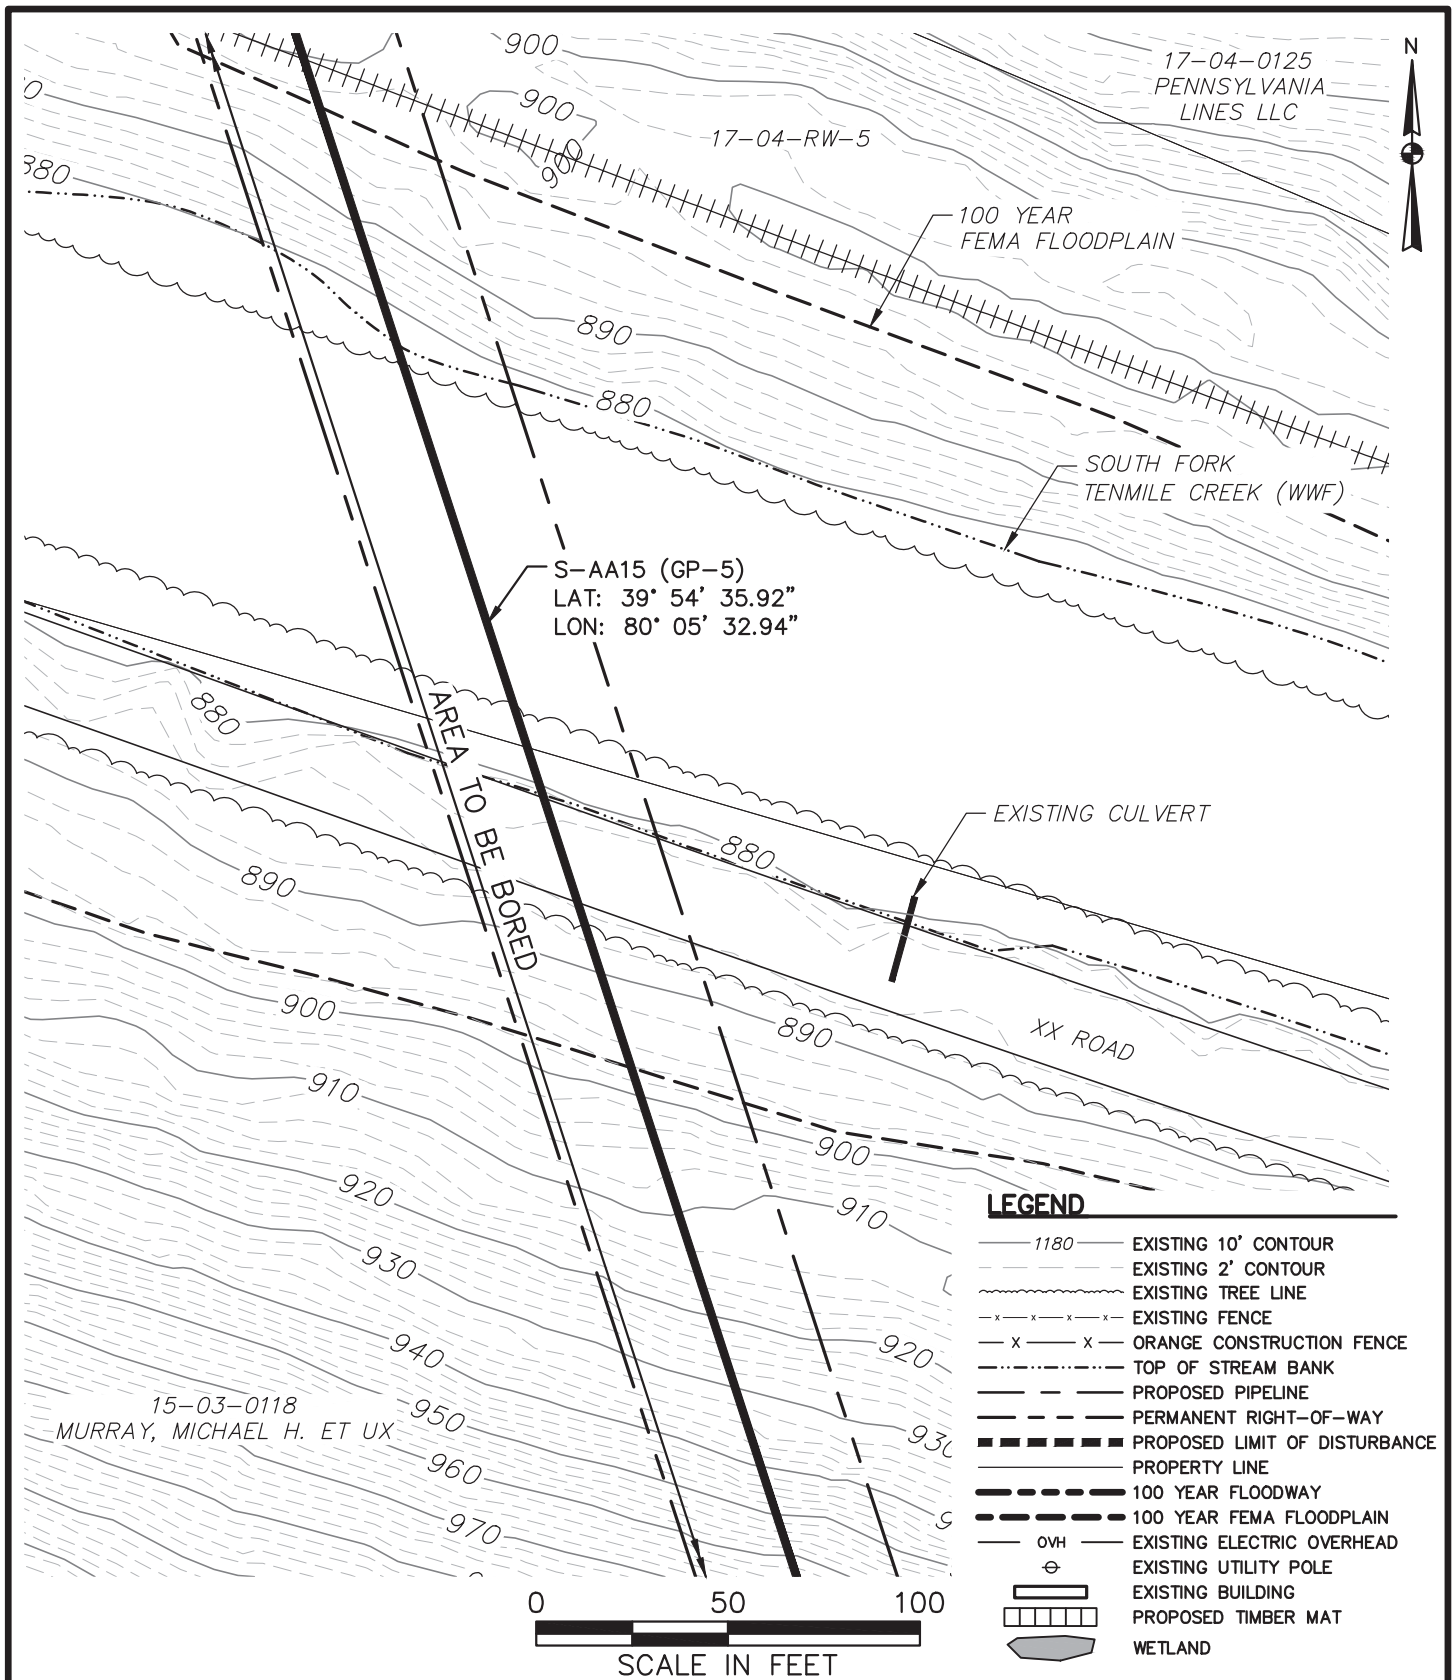 900
17-04-0125
PENNSYLVANIA
LINES LLC
N
900
900
17-04-RW-5
880
100 YEAR
FEMA FLOODPLAIN
890
880
SOUTH FORK
TENMILE CREEK (WWF)
S-AA15 (GP-5)
LAT: 39° 54' 35.92"
LON: 80° 05' 32.94"
880
AREA TO BE BORED
EXISTING CULVERT
880
890
900
890
XX ROAD
910
900
920
910
930
920
940
930
15-03-0118
MURRAY, MICHAEL H. ET UX
950
960
970
LEGEND
1180 EXISTING 10' CONTOUR
EXISTING 2' CONTOUR
EXISTING TREE LINE
x x x x EXISTING FENCE
X X ORANGE CONSTRUCTION FENCE
TOP OF STREAM BANK
PROPOSED PIPELINE
PERMANENT RIGHT-OF-WAY
PROPOSED LIMIT OF DISTURBANCE
PROPERTY LINE
100 YEAR FLOODWAY
100 YEAR FEMA FLOODPLAIN
OVH EXISTING ELECTRIC OVERHEAD
EXISTING UTILITY POLE
EXISTING BUILDING
PROPOSED TIMBER MAT
WETLAND
0 50 100
SCALE IN FEET